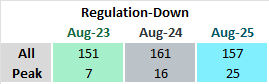 Regulation-Down
Aug-23 Aug-24 Aug-25
All 151 161 157
Peak 7 16 25